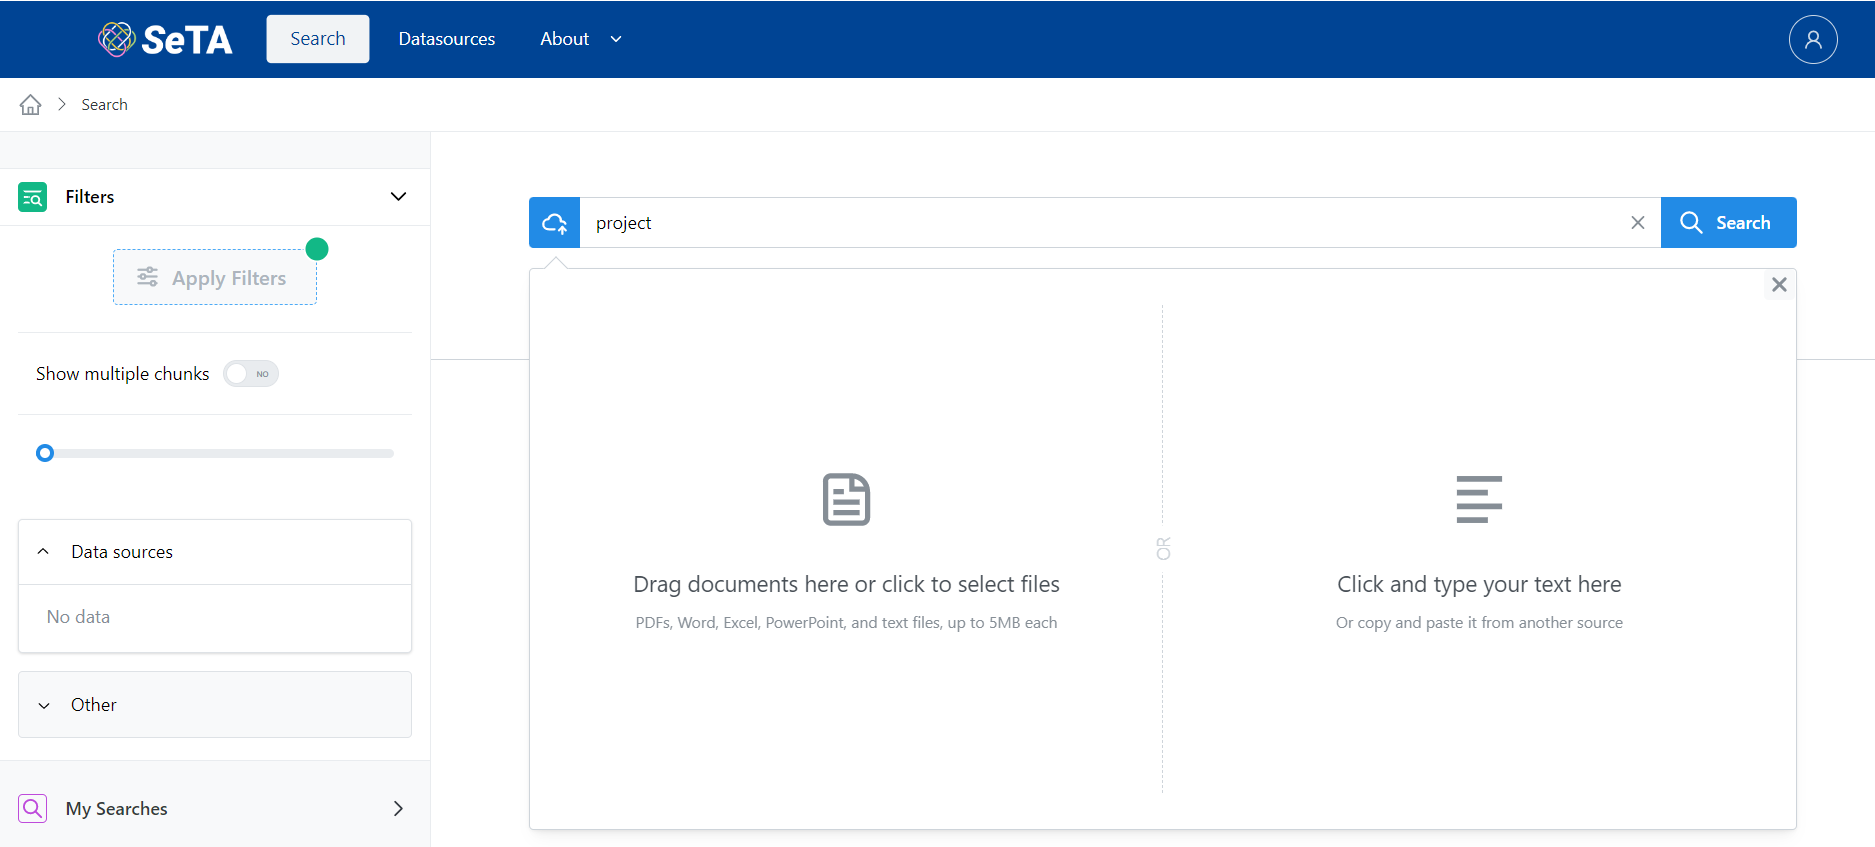 SeTA
Search
Datasources
About
Search
Filters
project
Search
Apply Filters
Show multiple chunks
NO
Data sources
No data
Other
My Searches
Drag documents here or click to select files
PDFs, Word, Excel, PowerPoint, and text files, up to 5MB each
OR
Click and type your text here
Or copy and paste it from another source